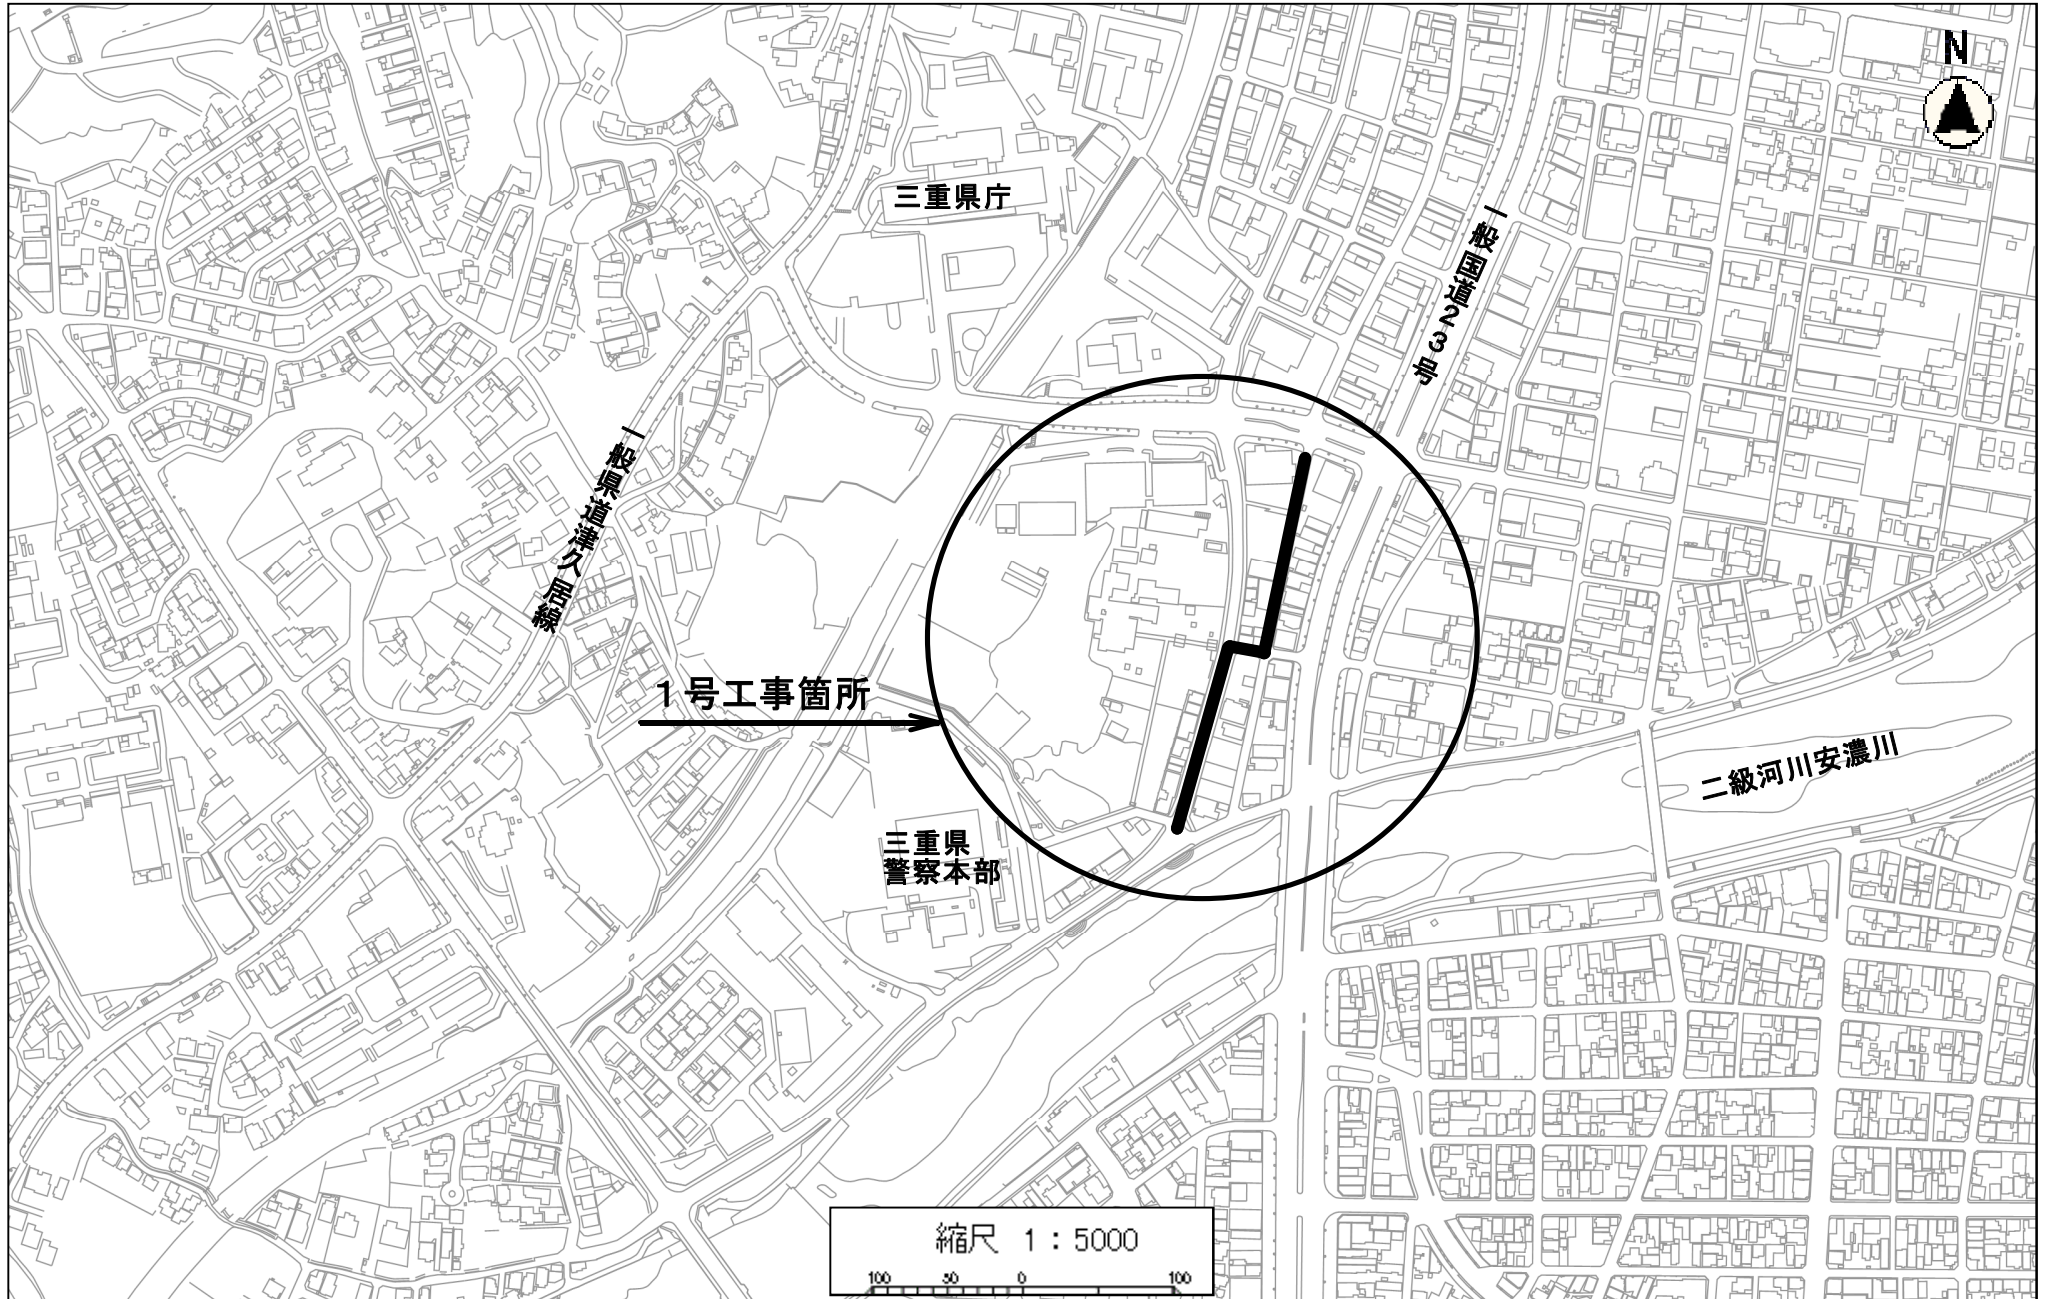 N
三重県庁
一般国道23号
一般県道津久居線
1号工事箇所
二級河川安濃川
三重県
警察本部
縮尺 1：5000
100 50 0 100